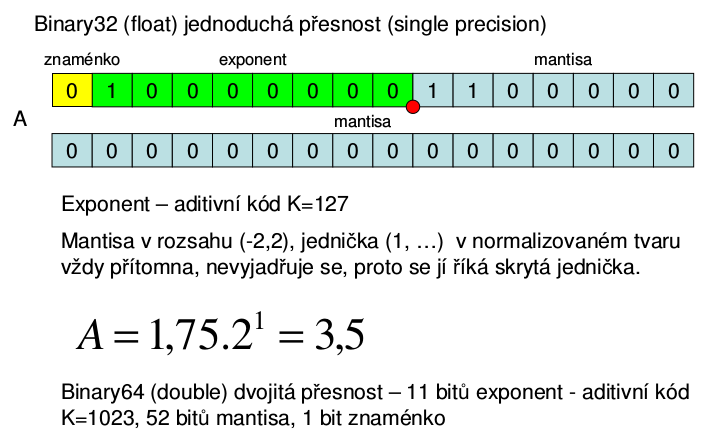 Binary32 (float) jednoduchá přesnost (single precision)
znaménko exponent mantisa
0 1 0 0 0 0 0 0 0 1 1 0 0 0 0 0
A
mantisa
0 0 0 0 0 0 0 0 0 0 0 0 0 0 0 0
Exponent – aditivní kód K=127
Mantisa v rozsahu (-2,2), jednička (1, …) v normalizovaném tvaru
vždy přítomna, nevyjadřuje se, proto se jí říká skrytá jednička.
A = 1,75.2¹ = 3,5
Binary64 (double) dvojitá přesnost – 11 bitů exponent - aditivní kód
K=1023, 52 bitů mantisa, 1 bit znaménko